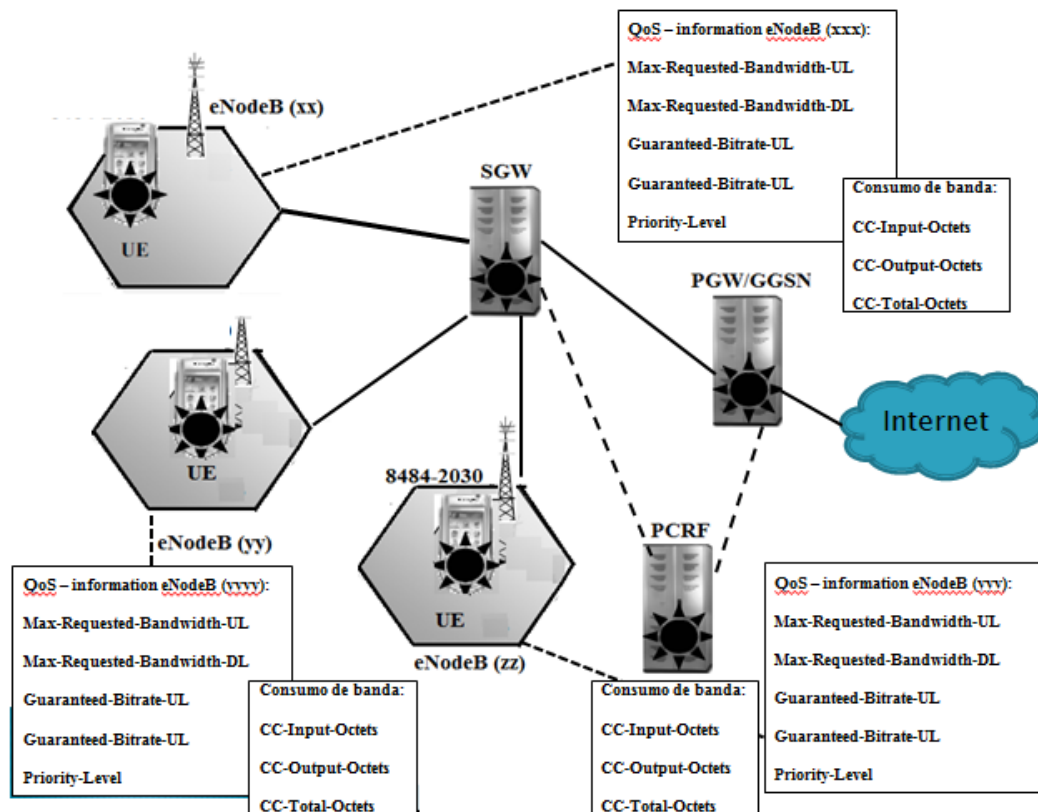 QoS – information eNodeB (xxx):
Max-Requested-Bandwidth-UL
Max-Requested-Bandwidth-DL
Guaranteed-Bitrate-UL
Guaranteed-Bitrate-UL
Priority-Level
Consumo de banda:
CC-Input-Octets
CC-Output-Octets
CC-Total-Octets
eNodeB (xx)
UE
SGW
PGW/GGSN
Internet
UE
eNodeB (yy)
8484-2030
UE
eNodeB (zz)
PCRF
QoS – information eNodeB (yyyy):
Max-Requested-Bandwidth-UL
Max-Requested-Bandwidth-DL
Guaranteed-Bitrate-UL
Guaranteed-Bitrate-UL
Priority-Level
Consumo de banda:
CC-Input-Octets
CC-Output-Octets
CC-Total-Octets
Consumo de banda:
CC-Input-Octets
CC-Output-Octets
CC-Total-Octets
QoS – information eNodeB (yyy):
Max-Requested-Bandwidth-UL
Max-Requested-Bandwidth-DL
Guaranteed-Bitrate-UL
Guaranteed-Bitrate-UL
Priority-Level